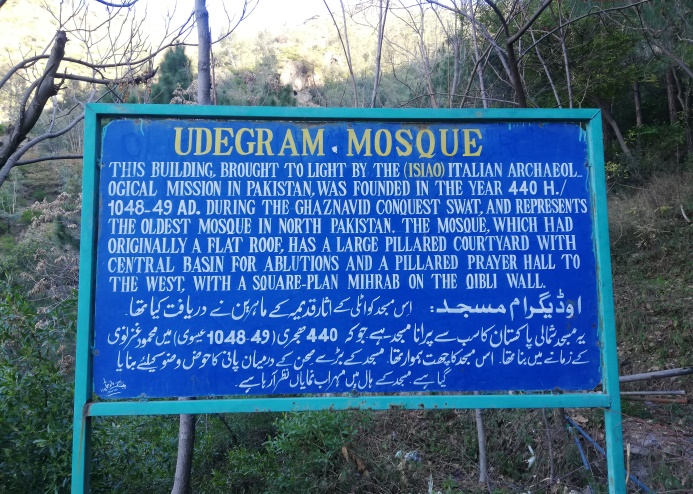 UDEGRAM . MOSQUE
THIS BUILDING, BROUGHT TO LIGHT BY THE (ISIAO) ITALIAN ARCHAEOL_
OGICAL MISSION IN PAKISTAN, WAS FOUNDED IN THE YEAR 440 H./
1048-49 AD. DURING THE GHAZNAVID CONQUEST SWAT, AND REPRESENTS
THE OLDEST MOSQUE IN NORTH PAKISTAN. THE MOSQUE, WHICH HAD
ORIGINALLY A FLAT ROOF, HAS A LARGE PILLARED COURTYARD WITH
CENTRAL BASIN FOR ABLUTIONS AND A PILLARED PRAYER HALL TO
THE WEST, WITH A SQUARE-PLAN MIHRAB ON THE QIBLI WALL.
اوڈیگرام مسجد: اس مسجد کو اٹلی کے آثار قدیمہ کے ماہرین نے دریافت کیا تھا۔
یہ مسجد شمالی پاکستان کا سب سے پرانا مسجد ہے جو کہ 440 ھجری (49-1048 عیسوی) میں محمود غزنوی
کے زمانے میں بنا تھا۔ اس مسجد کا چھت ہموار تھا۔ مسجد کے بڑے صحن کے درمیان پانی کا حوض وضو کیلئے بنایا
گیا ہے۔ مسجد کے ہال میں مہراب نمایاں نظر آرہا ہے۔